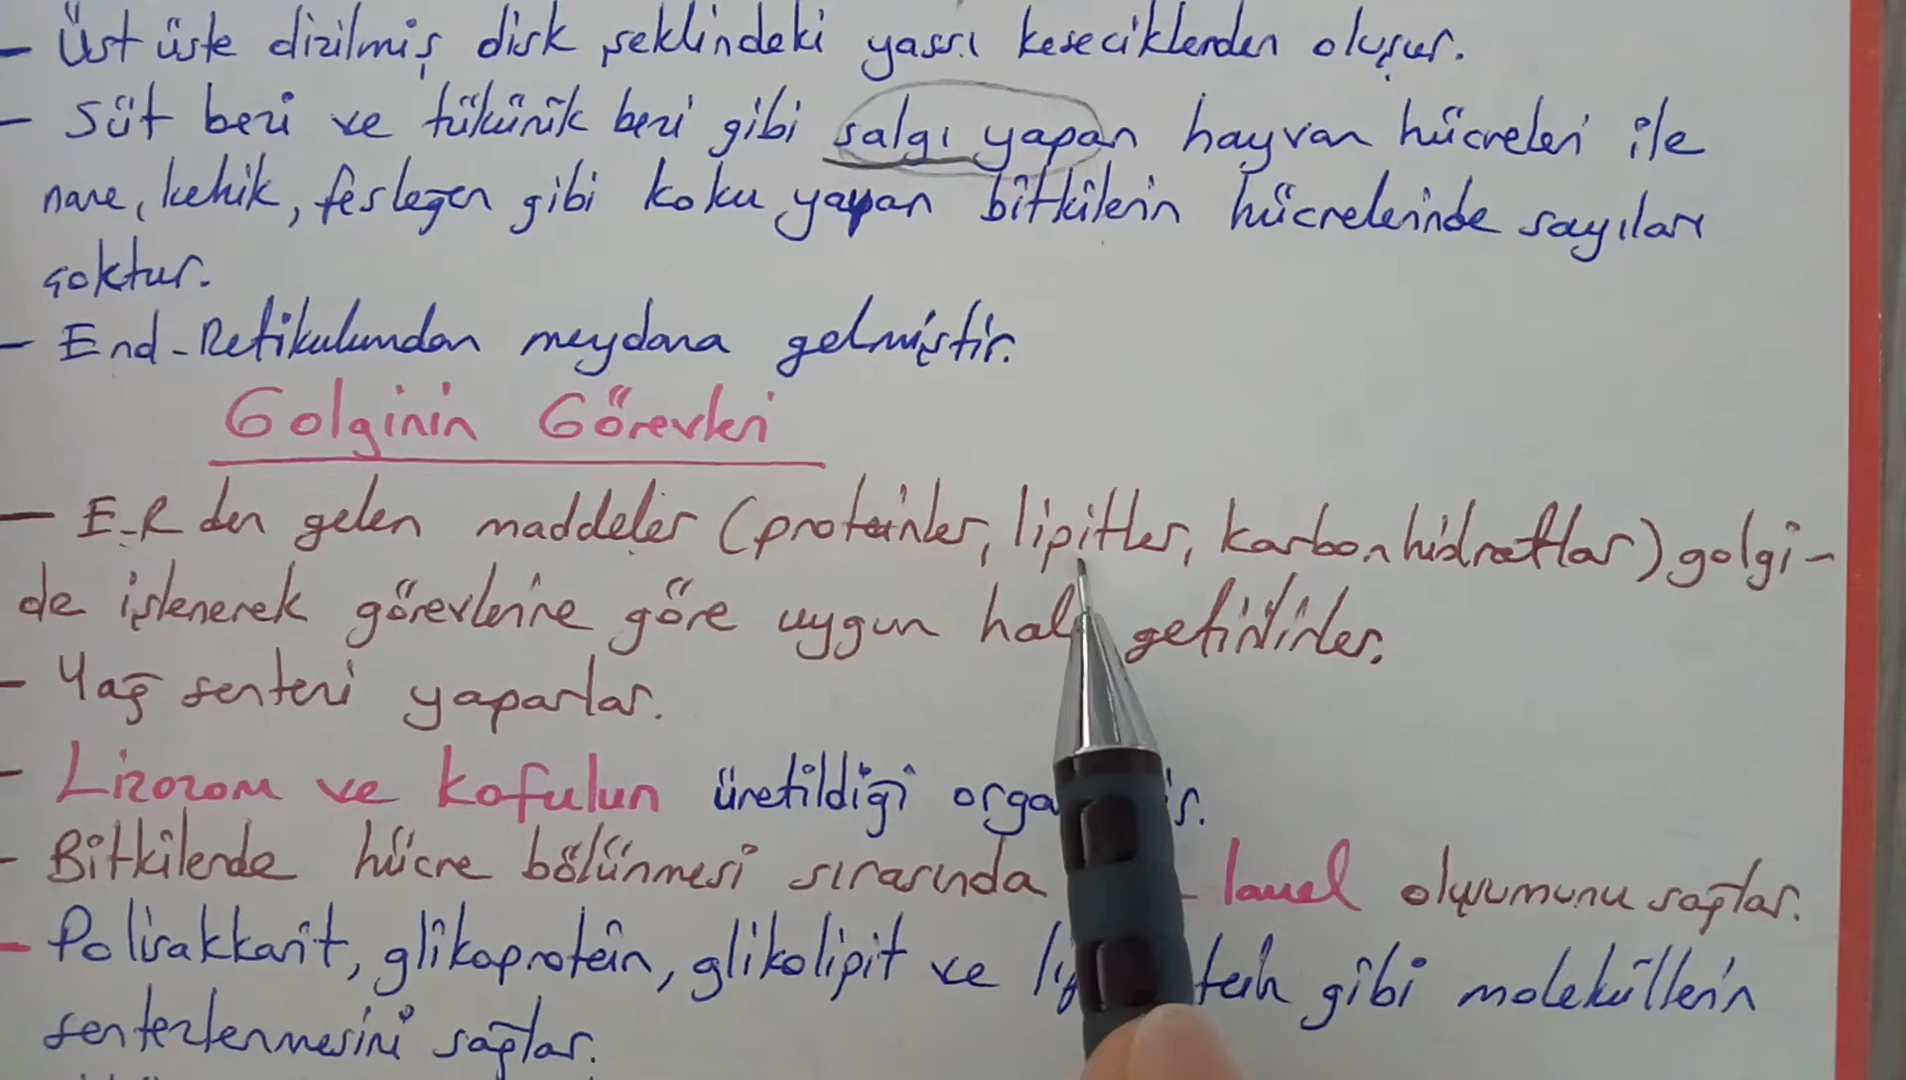 - Üst üste dizilmiş disk şeklindeki yassı keseciklerden oluşur.
- Süt bezi ve tükürük bezi gibi salgı yapan hayvan hücreleri ile
nane, kekik, fesleğen gibi koku yapan bitkilerin hücrelerinde sayıları
çoktur.
- End-Retikulumdan meydana gelmiştir.
Golginin Görevleri
- E.R den gelen maddeler (proteinler, lipitler, karbonhidratlar) golgi-
de işlenerek görevlerine göre uygun getirilirler.
- Yağ sentezi yaparlar.
- Lizozom ve kofulun üretildiği
- Bitkilerde hücre bölünmesi sırasında lamel oluşumunu sağlar.
- Polisakkarit, glikoprotein, glikolipit ve gibi moleküllerin
sentezlenmesini sağlar.